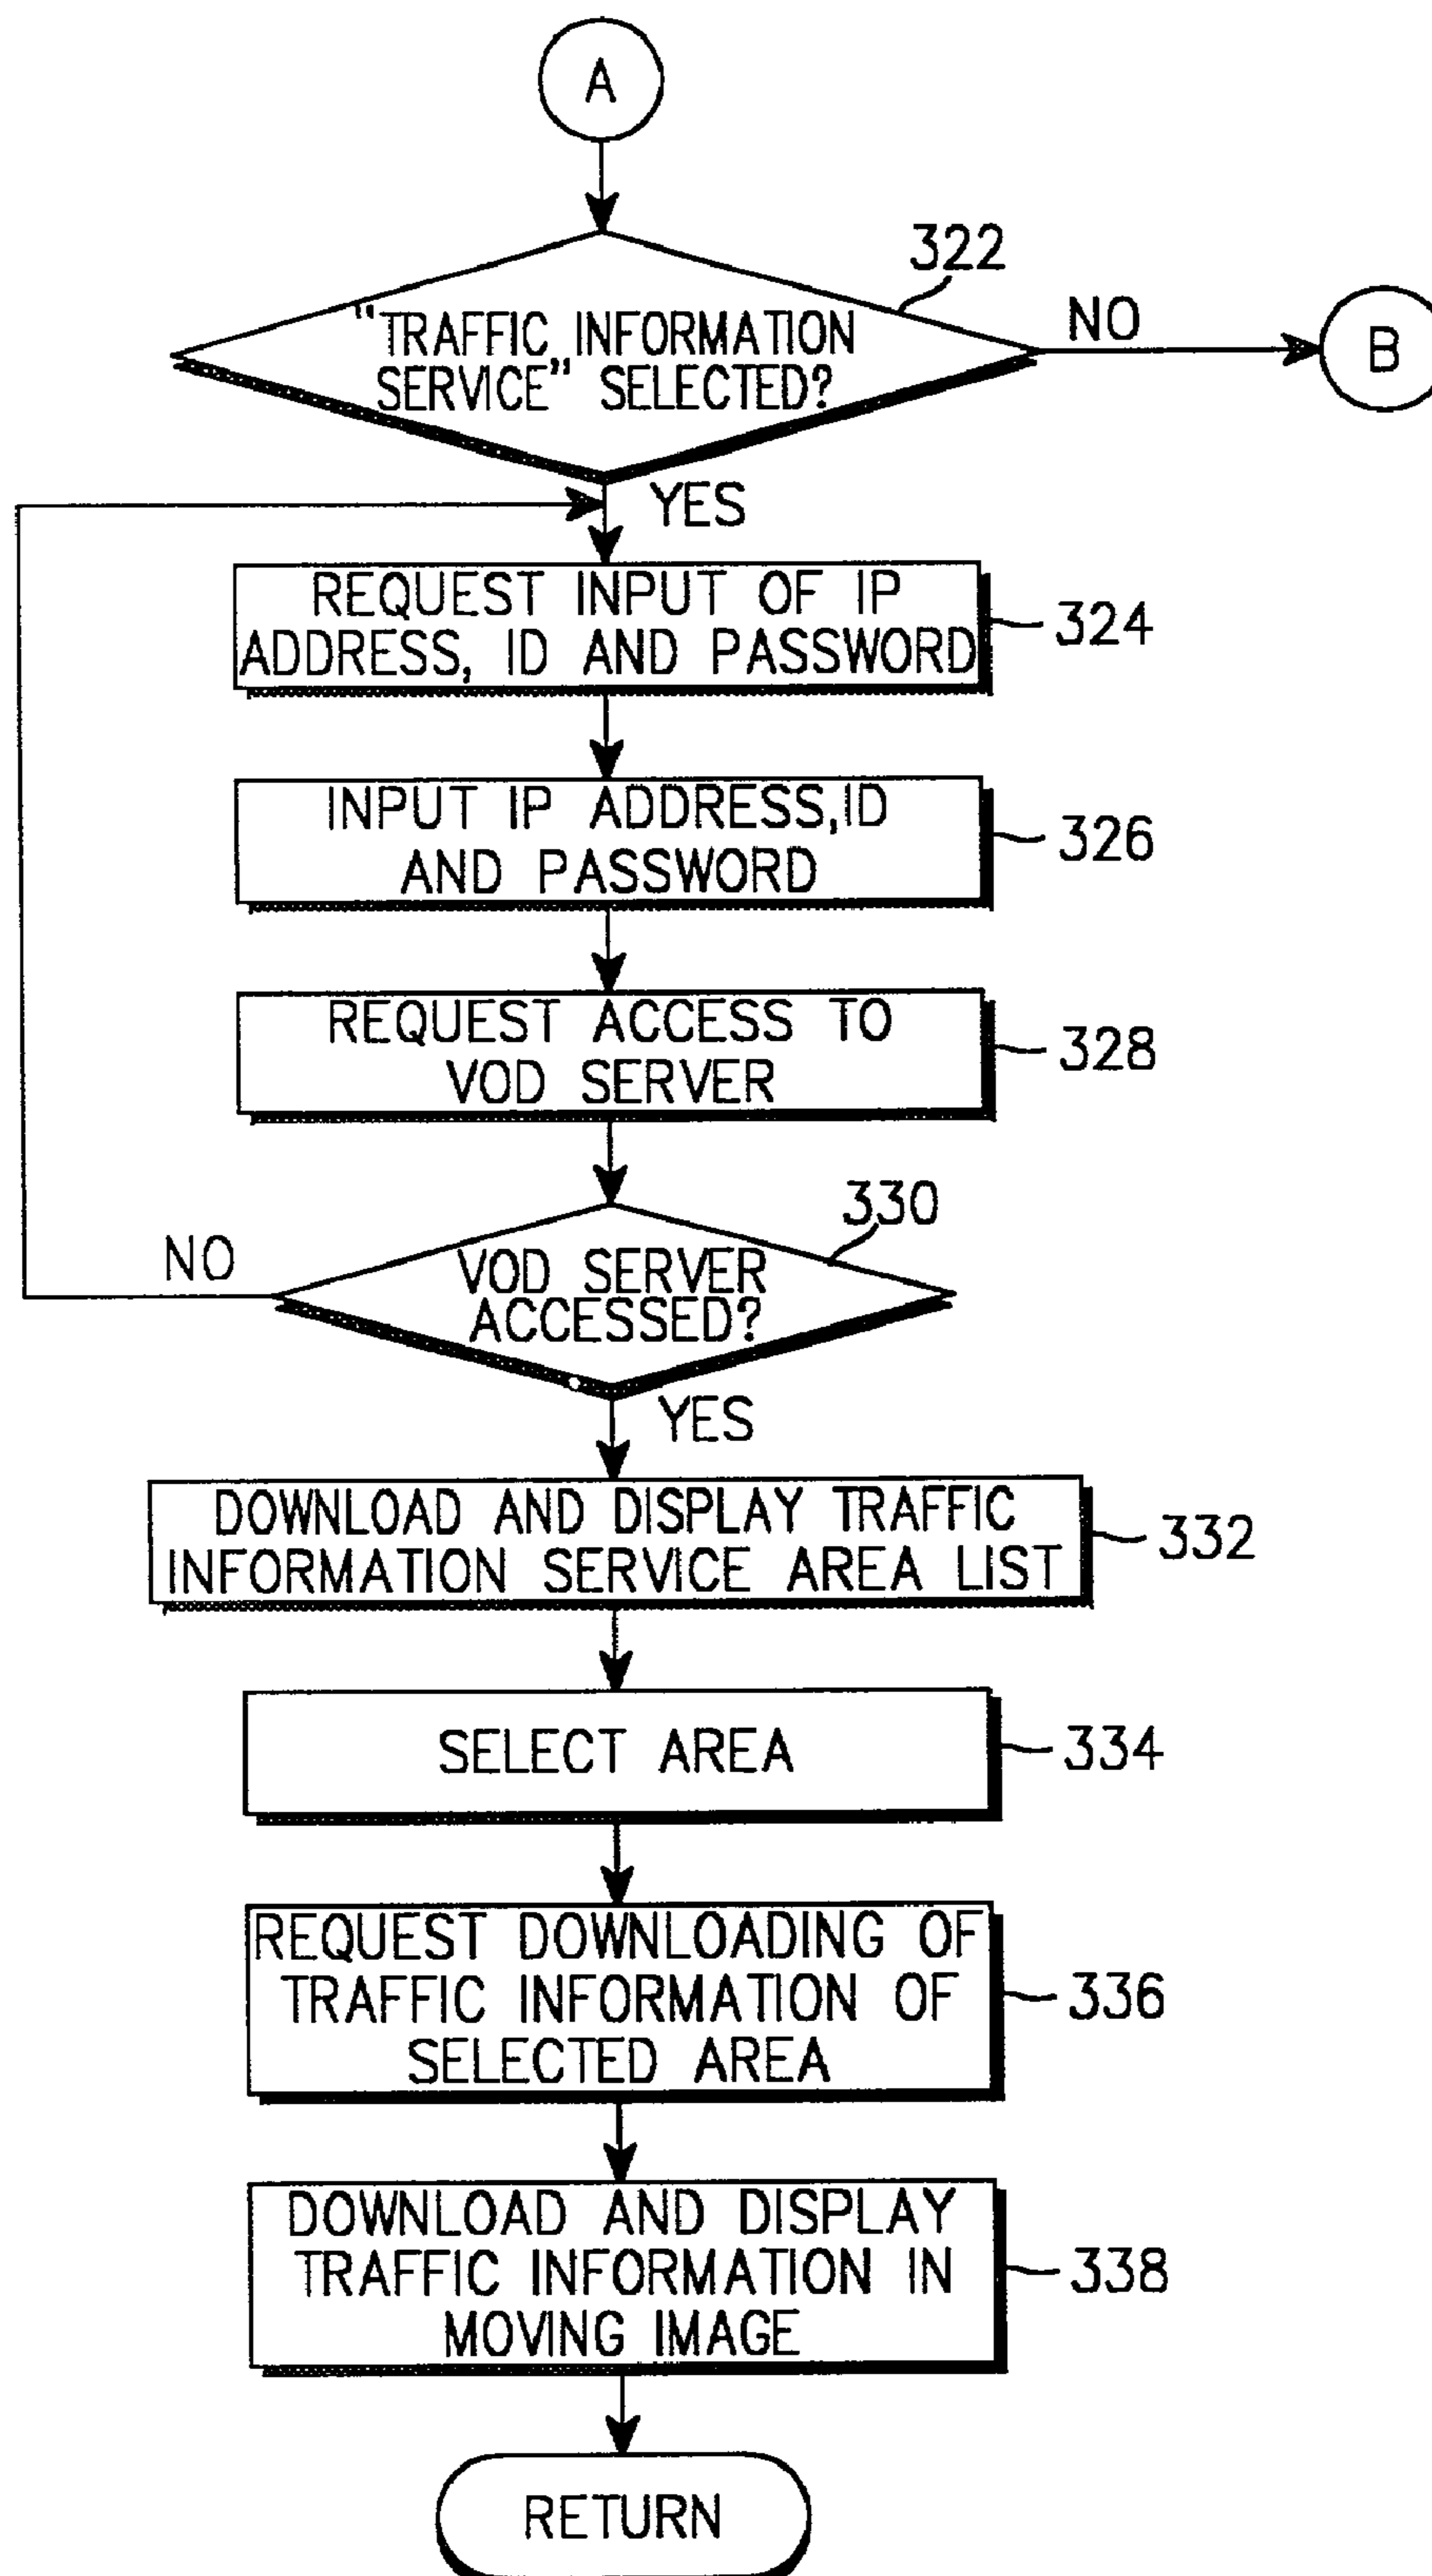 A
322
"TRAFFIC INFORMATION
SERVICE" SELECTED?
NO
B
YES
REQUEST INPUT OF IP
ADDRESS, ID AND PASSWORD
324
INPUT IP ADDRESS,ID
AND PASSWORD
326
REQUEST ACCESS TO
VOD SERVER
328
330
NO
VOD SERVER
ACCESSED?
YES
DOWNLOAD AND DISPLAY TRAFFIC
INFORMATION SERVICE AREA LIST
332
SELECT AREA
334
REQUEST DOWNLOADING OF
TRAFFIC INFORMATION OF
SELECTED AREA
336
DOWNLOAD AND DISPLAY
TRAFFIC INFORMATION IN
MOVING IMAGE
338
RETURN